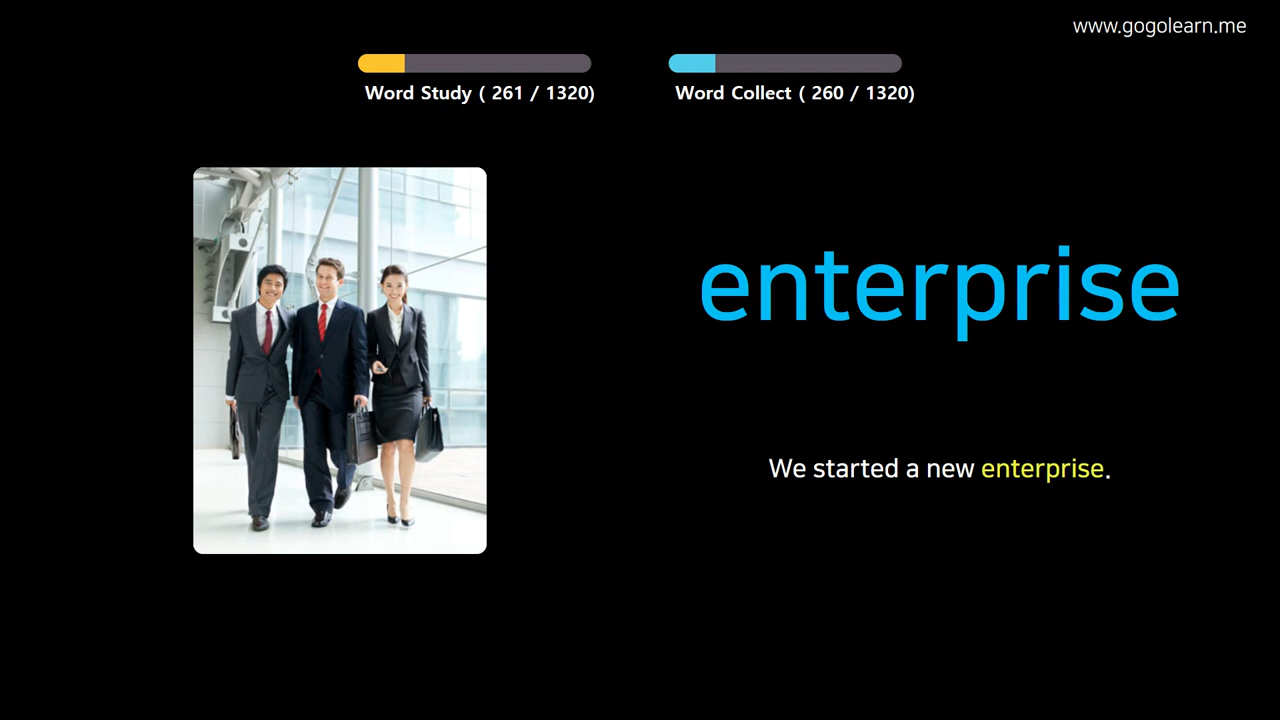 www.gogolearn.me
Word Study ( 261 / 1320)
Word Collect ( 260 / 1320)
enterprise
We started a new enterprise.